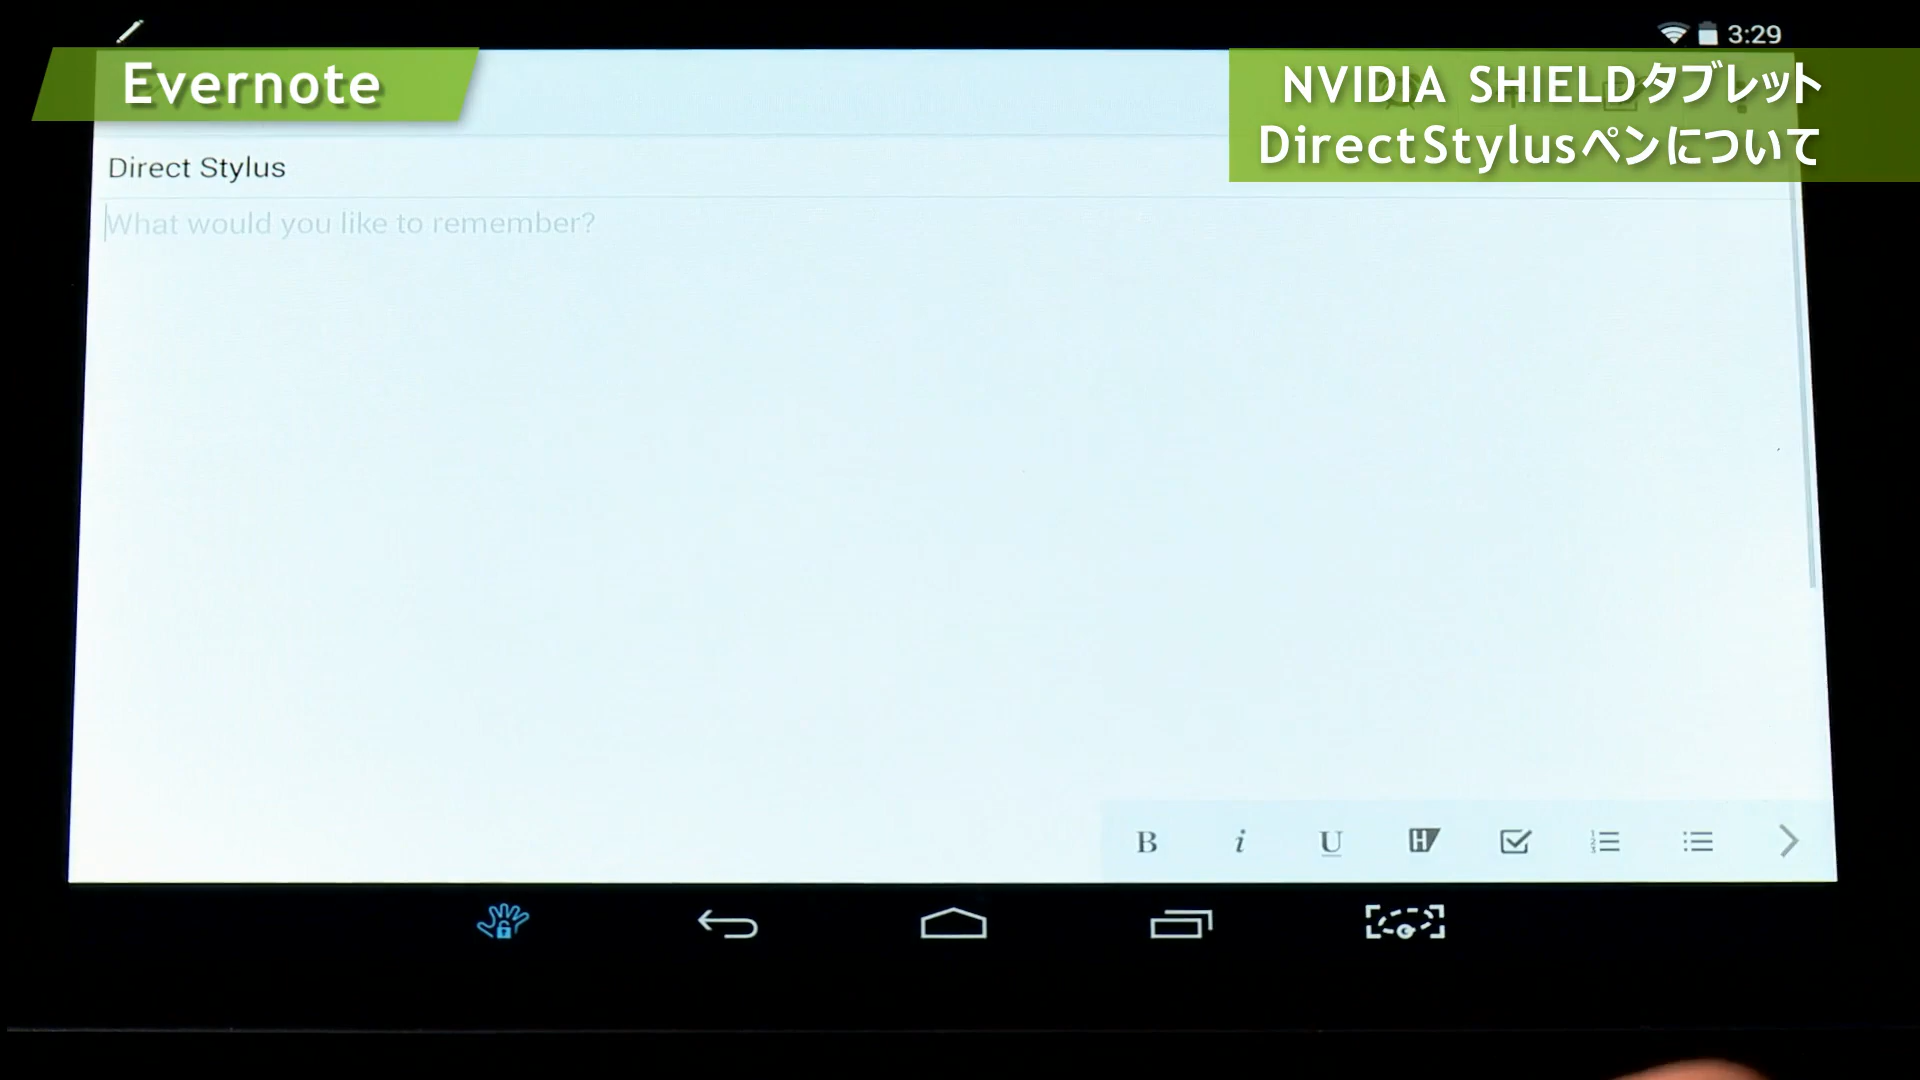 3:29
Evernote
NVIDIA SHIELDタブレット
DirectStylusペンについて
Direct Stylus
What would you like to remember?
B i U H